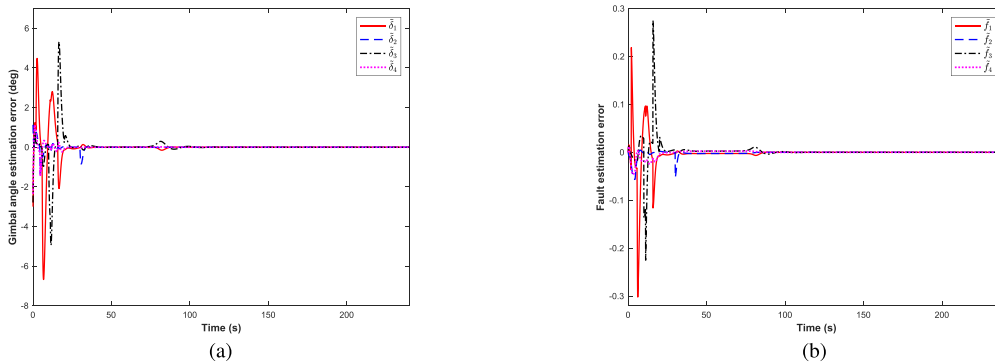 6
4
2
0
-2
-4
-6
-8
0
50
100
150
200
Gimbal angle estimation error (deg)
Time (s)
δ̃₁
δ̃₂
δ̃₃
δ̃₄
(a)
0.3
0.2
0.1
0
-0.1
-0.2
-0.3
0
50
100
150
200
Fault estimation error
Time (s)
f̃₁
f̃₂
f̃₃
f̃₄
(b)